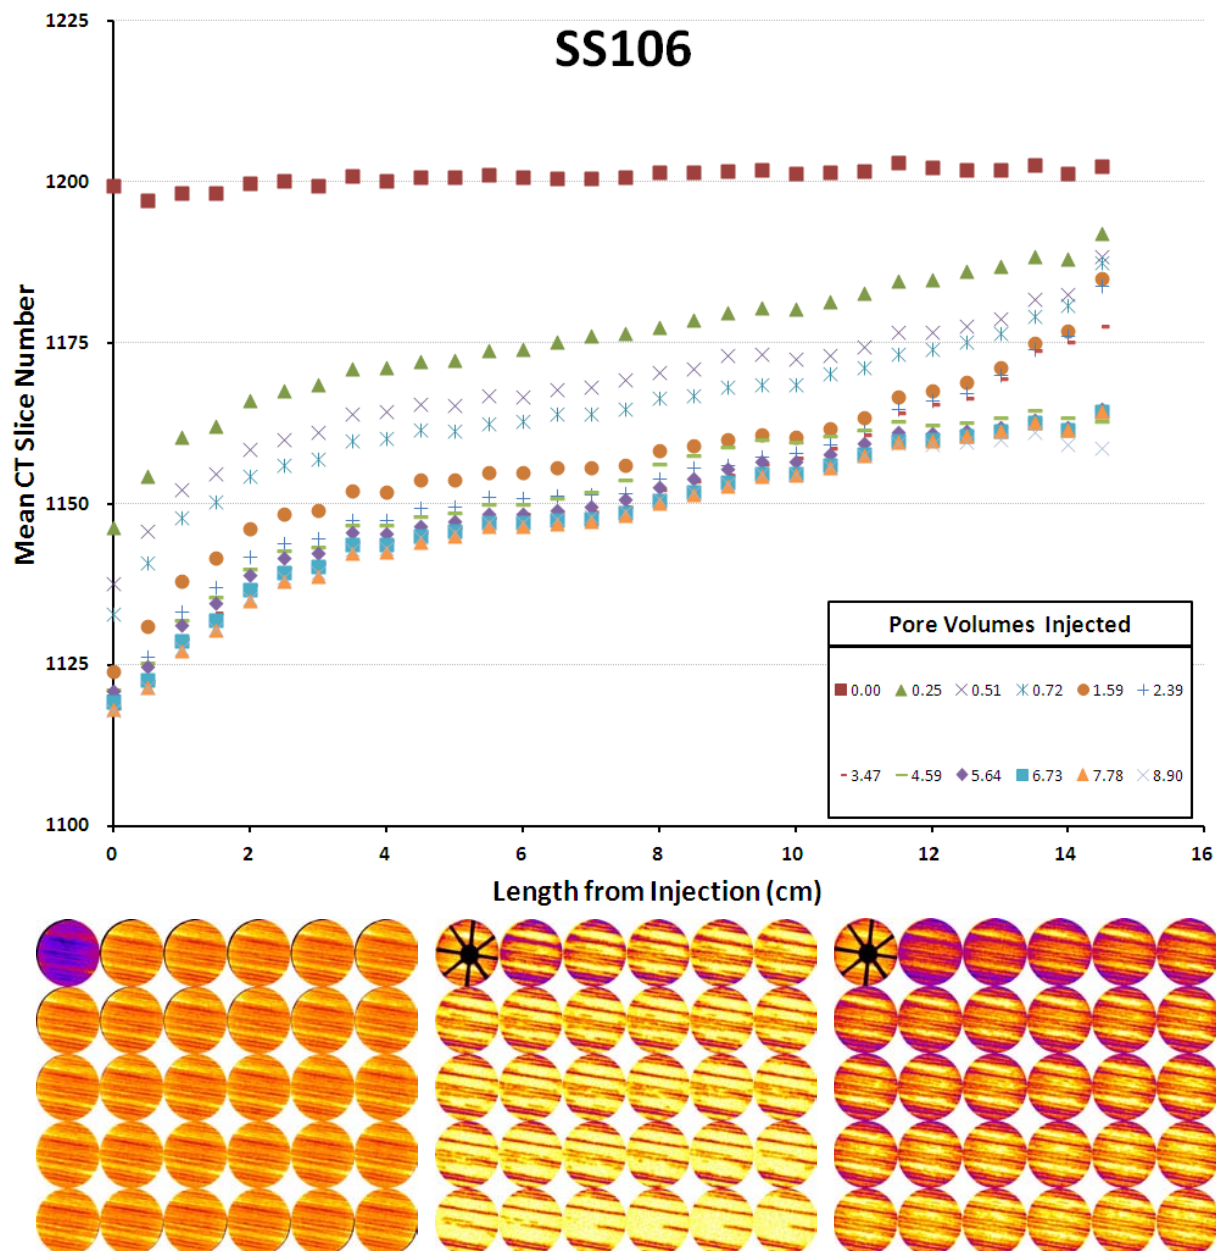 SS106
1225
1200
1175
1150
1125
1100
Mean CT Slice Number
Pore Volumes Injected
0.00 0.25 0.51 0.72 1.59 2.39
3.47 4.59 5.64 6.73 7.78 8.90
0 2 4 6 8 10 12 14 16
Length from Injection (cm)